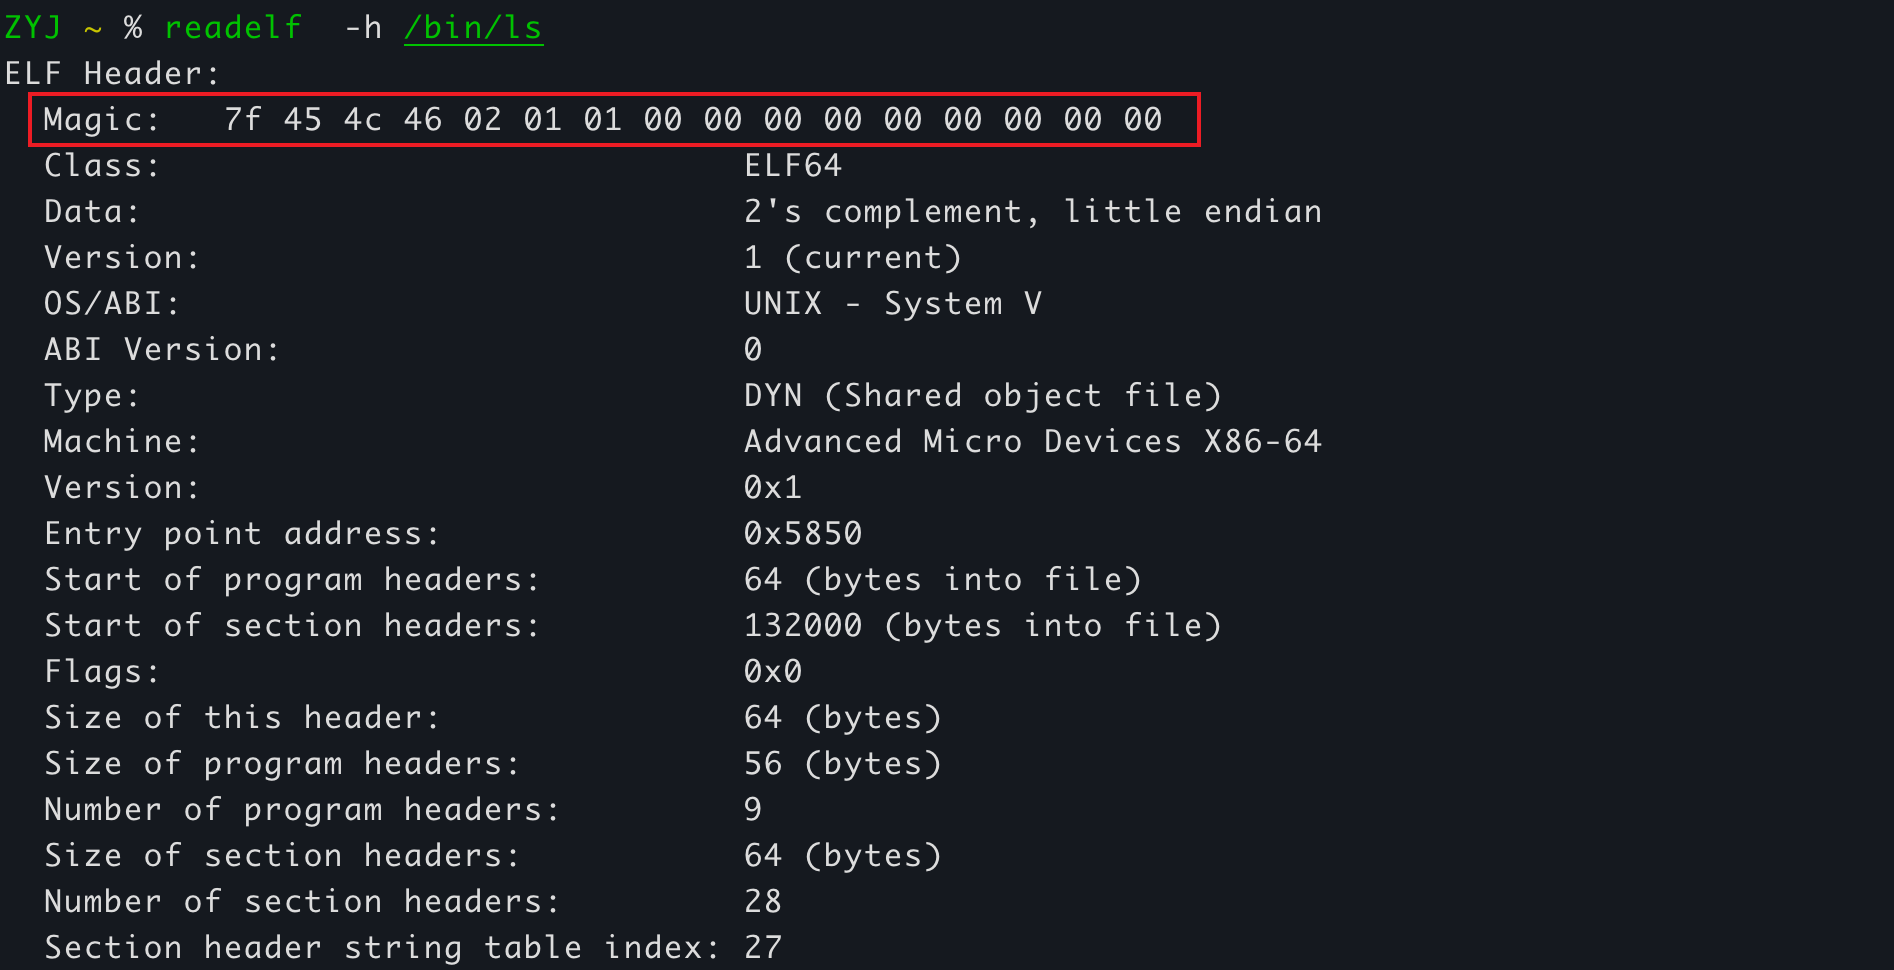 ZYJ ~ % readelf  -h /bin/ls
ELF Header:
  Magic:   7f 45 4c 46 02 01 01 00 00 00 00 00 00 00 00 00
  Class:                             ELF64
  Data:                              2's complement, little endian
  Version:                           1 (current)
  OS/ABI:                            UNIX - System V
  ABI Version:                       0
  Type:                              DYN (Shared object file)
  Machine:                           Advanced Micro Devices X86-64
  Version:                           0x1
  Entry point address:               0x5850
  Start of program headers:          64 (bytes into file)
  Start of section headers:          132000 (bytes into file)
  Flags:                             0x0
  Size of this header:               64 (bytes)
  Size of program headers:           56 (bytes)
  Number of program headers:         9
  Size of section headers:           64 (bytes)
  Number of section headers:         28
  Section header string table index: 27